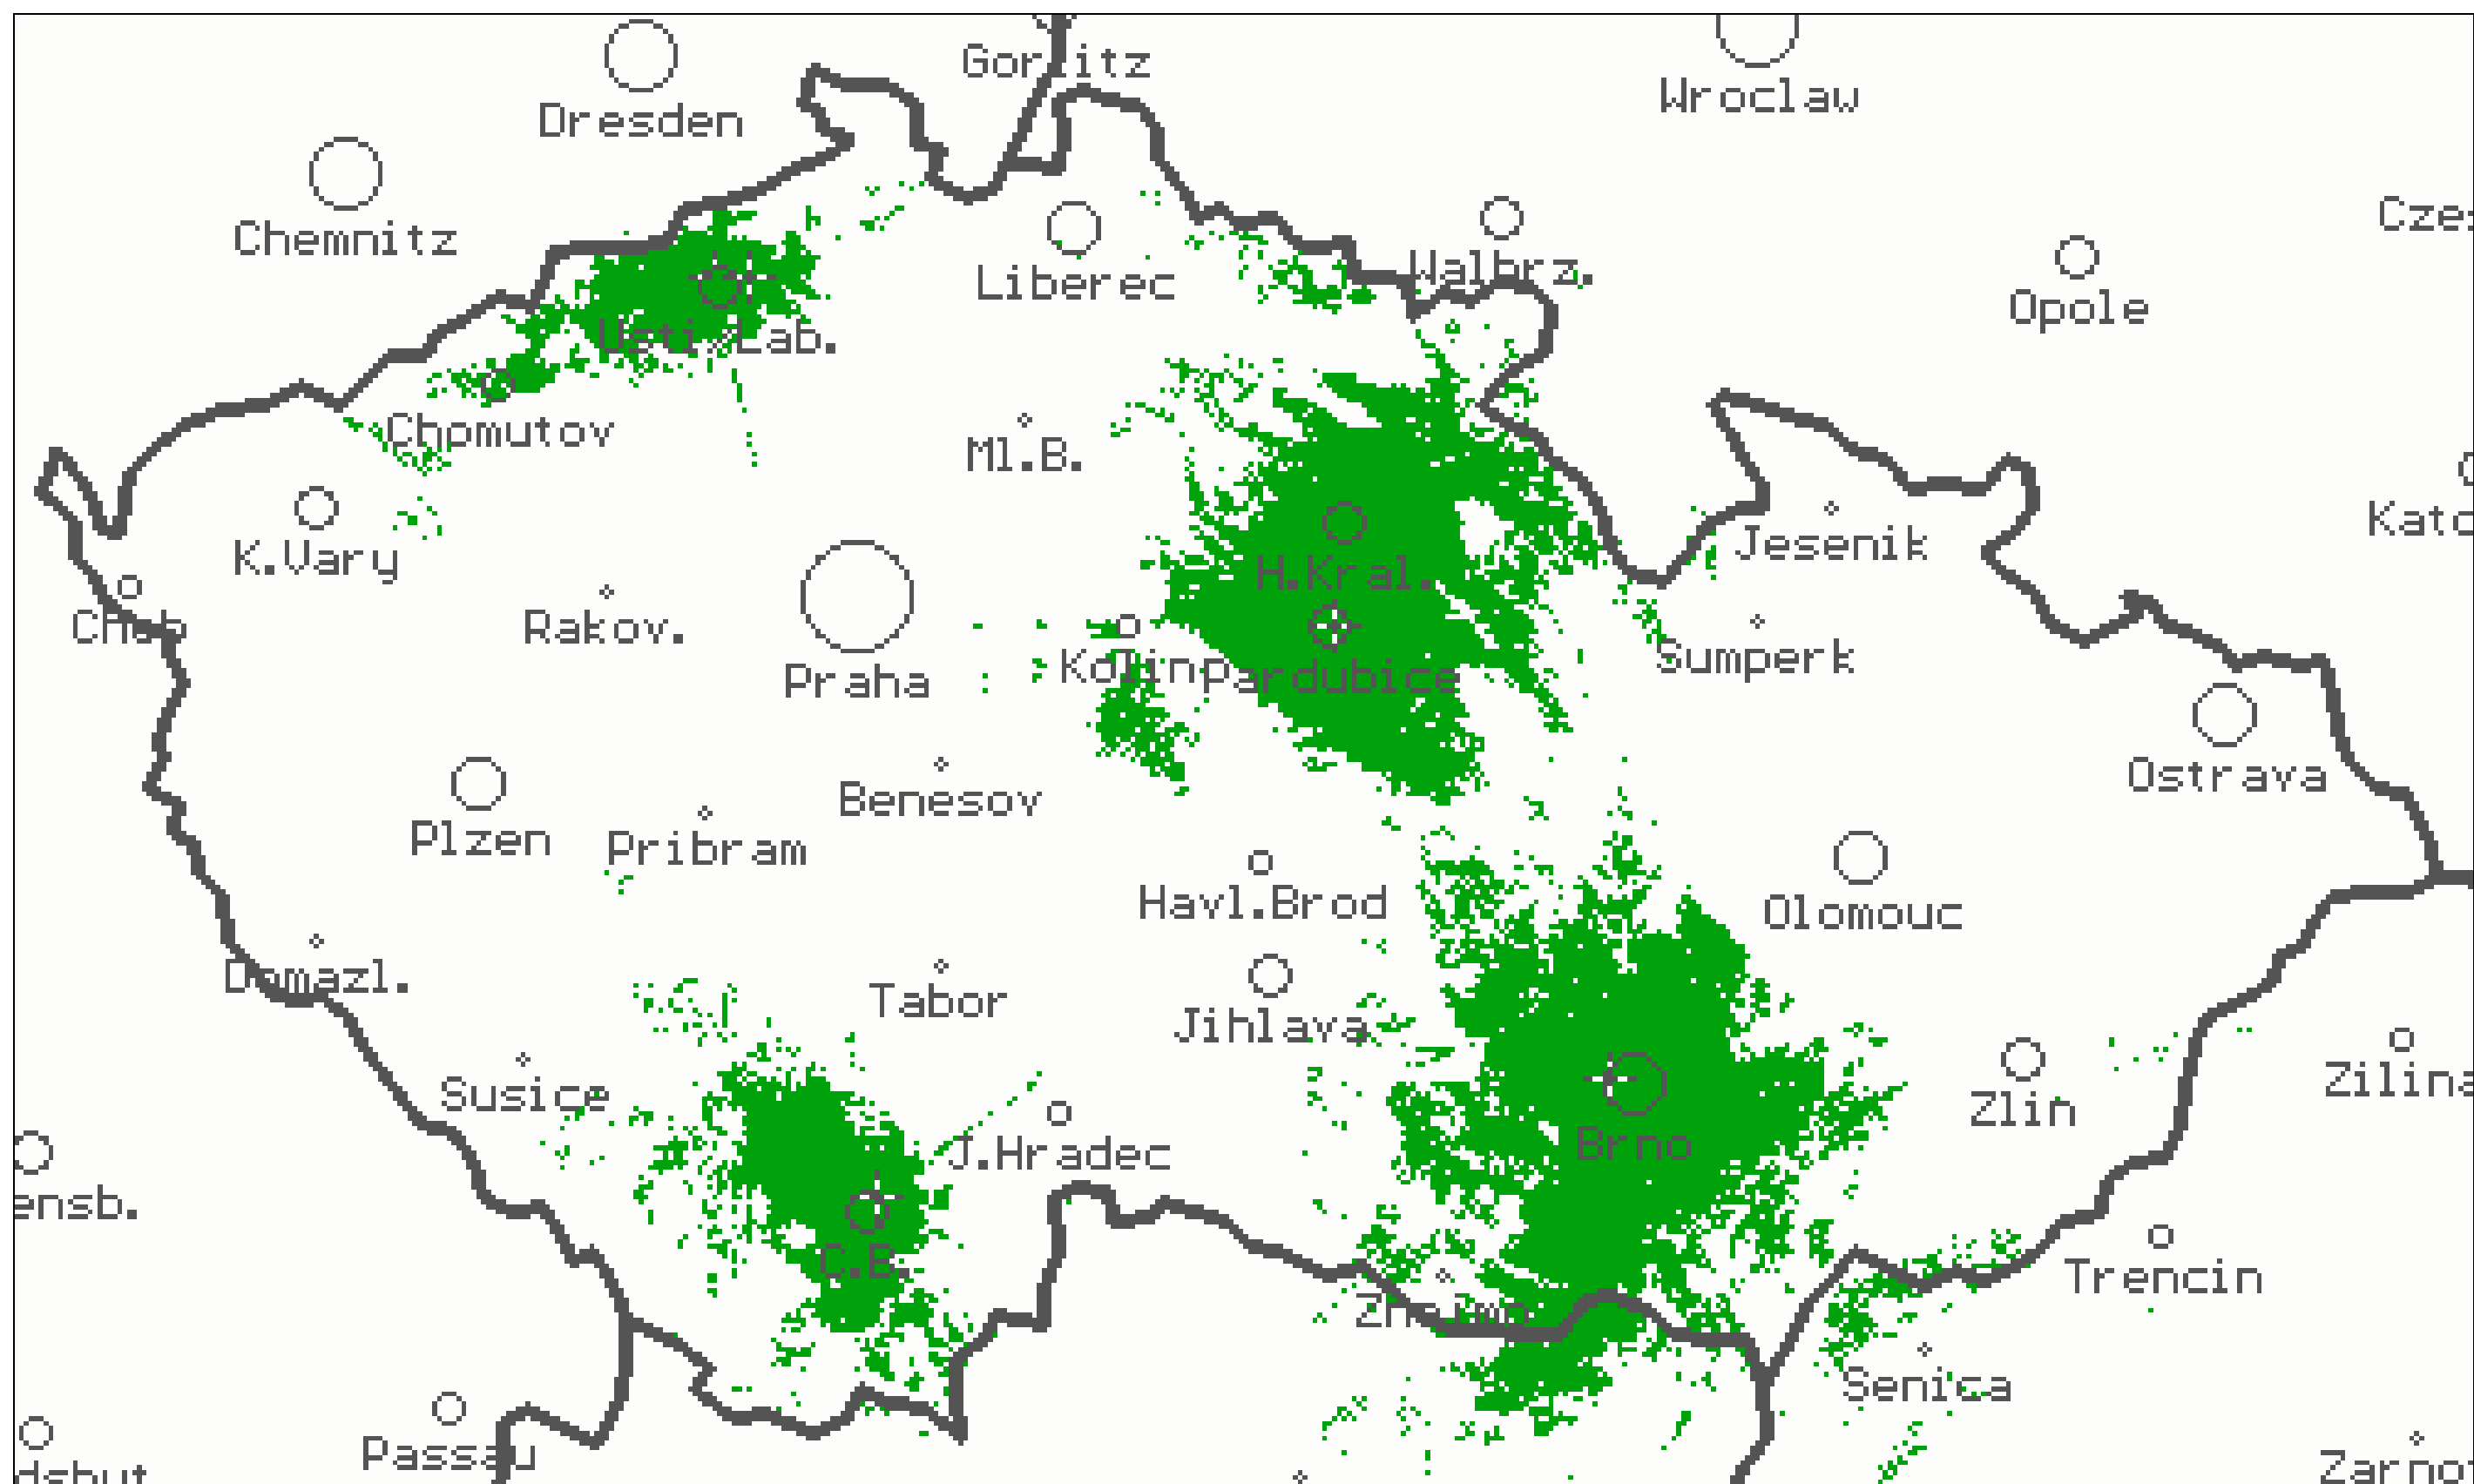 Gorlitz
Wroclaw
Dresden
Chemnitz
Liberec
Walbrz.
Opole
Usti.Lab.
Chomutov
Ml.B.
K.Vary
H.Kral.
Jesenik
Cheb
Rakov.
Praha
Kolin
Pardubice
Sumperk
Ostrava
Plzen
Pribram
Benesov
Havl.Brod
Olomouc
Domazl.
Tabor
Jihlava
Susice
J.Hradec
Brno
Zlin
Zilina
ensb.
C.B.
Znojmo
Trencin
Senica
Passau